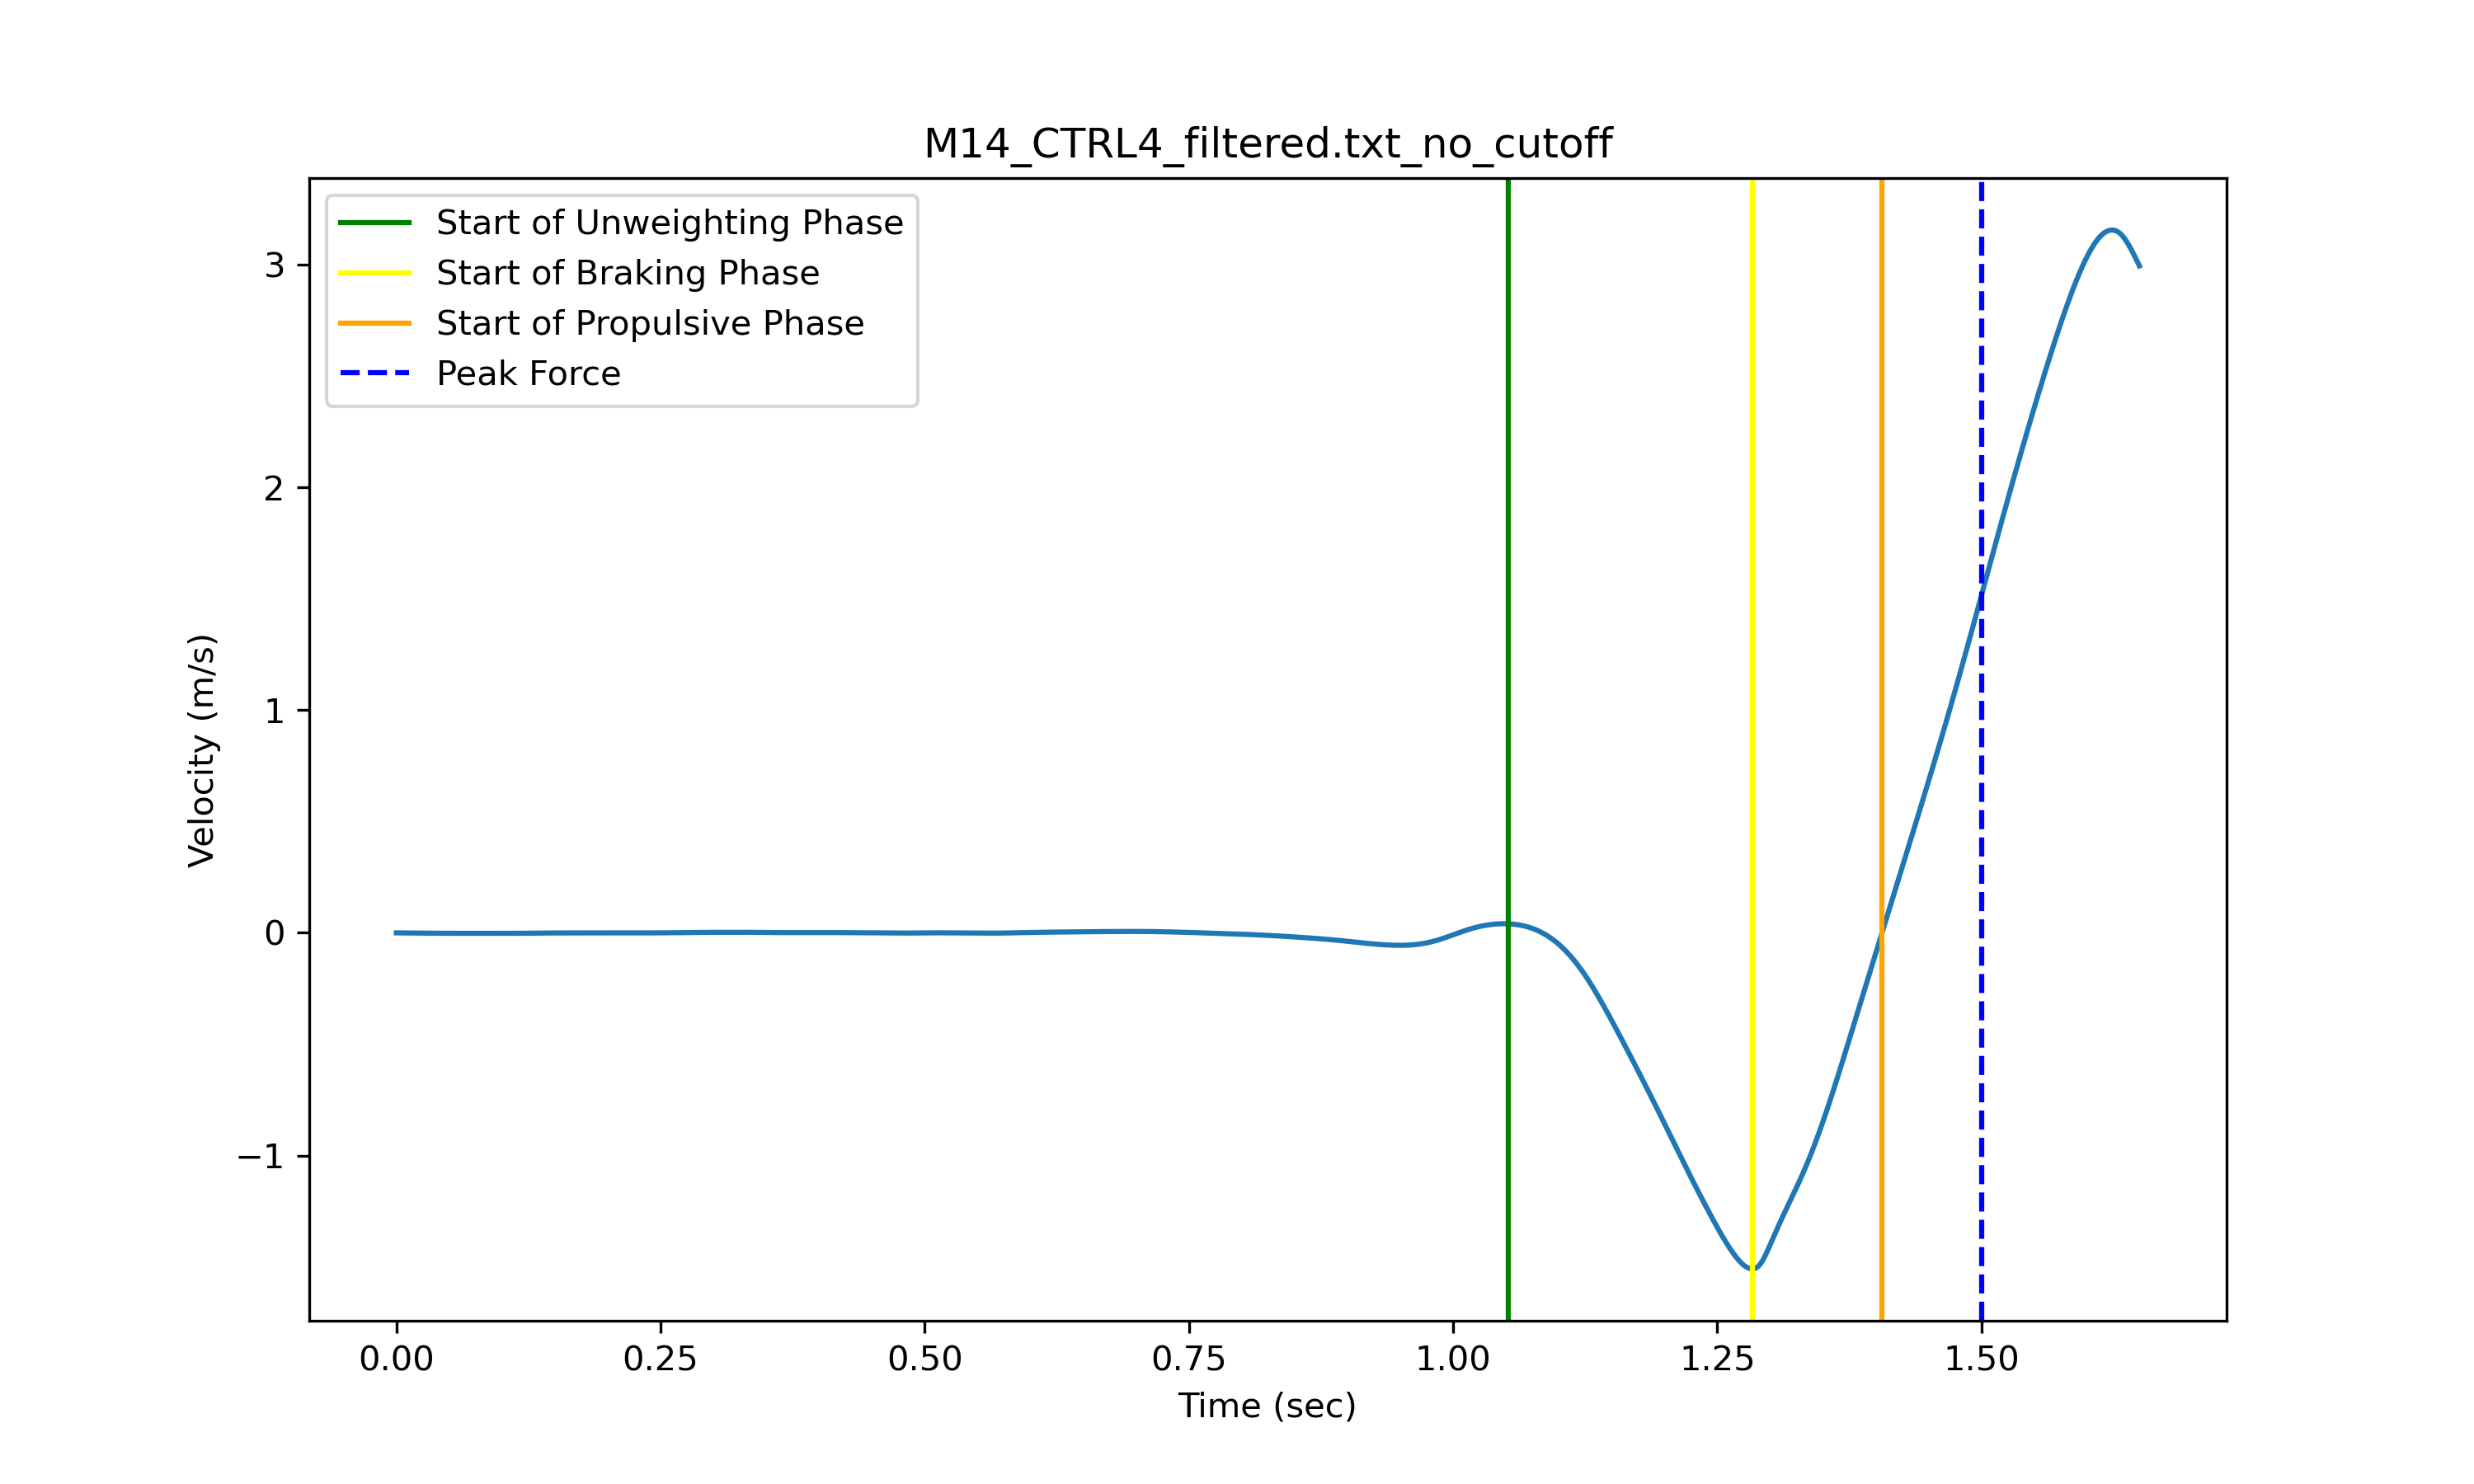 M14_CTRL4_filtered.txt_no_cutoff
Start of Unweighting Phase
Start of Braking Phase
Start of Propulsive Phase
Peak Force
3
2
1
0
−1
Velocity (m/s)
0.00 0.25 0.50 0.75 1.00 1.25 1.50
Time (sec)